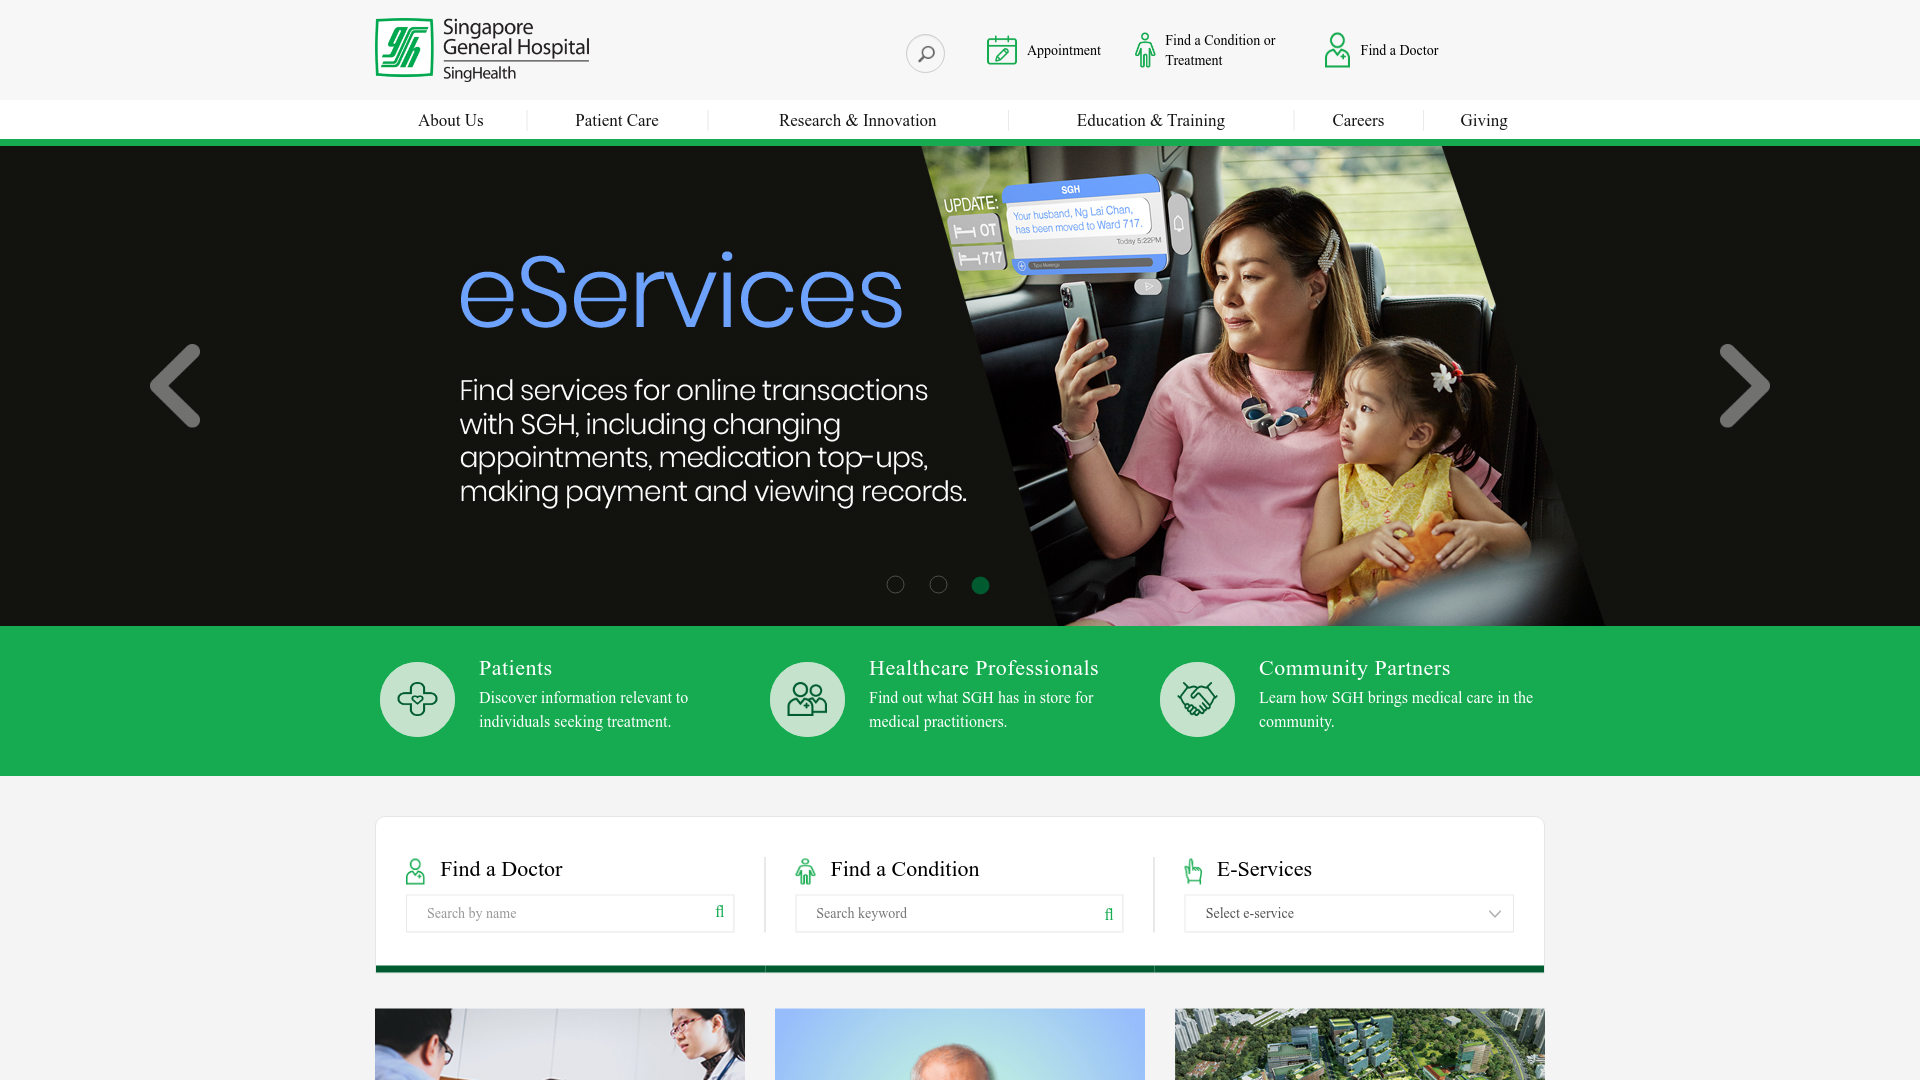 Singapore
General Hospital
SingHealth
Appointment
Find a Condition or
Treatment
Find a Doctor
About Us
Patient Care
Research & Innovation
Education & Training
Careers
Giving
UPDATE:
OT
717
SGH
Your husband, Ng Lai Chan,
has been moved to Ward 717.
Today 5:22PM
eServices
Find services for online transactions
with SGH, including changing
appointments, medication top-ups,
making payment and viewing records.
Patients
Discover information relevant to
individuals seeking treatment.
Healthcare Professionals
Find out what SGH has in store for
medical practitioners.
Community Partners
Learn how SGH brings medical care in the
community.
Find a Doctor
Search by name
ﬂ
Find a Condition
Search keyword
ﬂ
E-Services
Select e-service